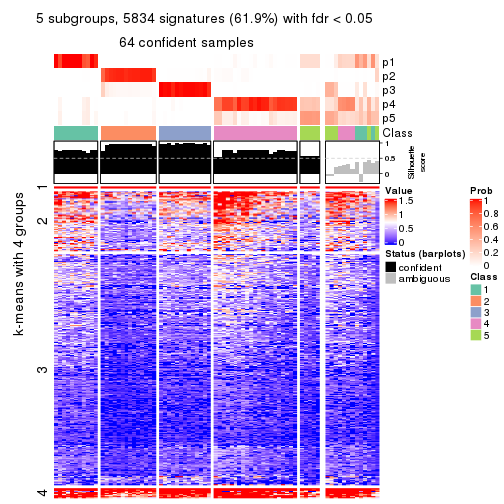 5 subgroups, 5834 signatures (61.9%) with fdr < 0.05
64 confident samples
p1
p2
p3
p4
p5
Class
1
0.5
0
Silhouette
score
k-means with 4 groups
1
2
3
4
Value
1.5
1
0.5
0
Status (barplots)
confident
ambiguous
Prob
1
0.8
0.6
0.4
0.2
0
Class
1
2
3
4
5